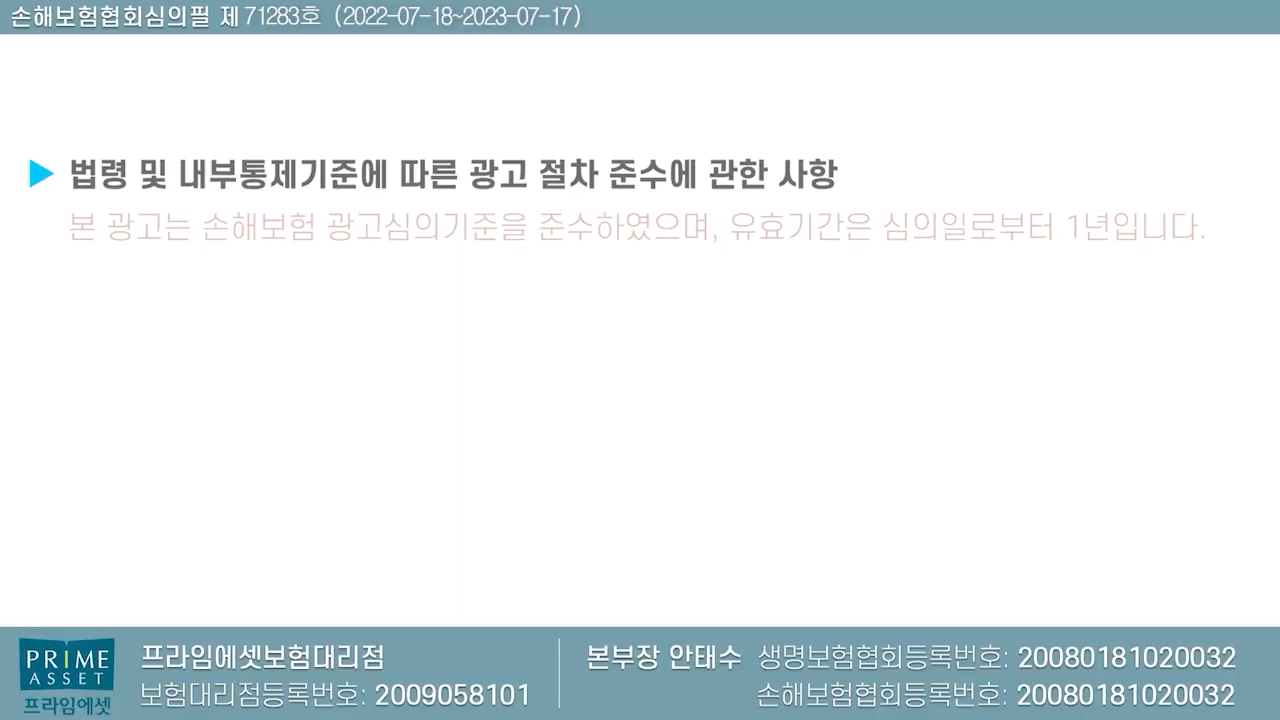 손해보험협회심의필 제 71283호 (2022-07-18~2023-07-17)
▶ 법령 및 내부통제기준에 따른 광고 절차 준수에 관한 사항
본 광고는 손해보험 광고심의기준을 준수하였으며, 유효기간은 심의일로부터 1년입니다.
PRIME
ASSET
프라임에셋
프라임에셋보험대리점
보험대리점등록번호: 2009058101
본부장 안태수 생명보험협회등록번호: 20080181020032
손해보험협회등록번호: 20080181020032